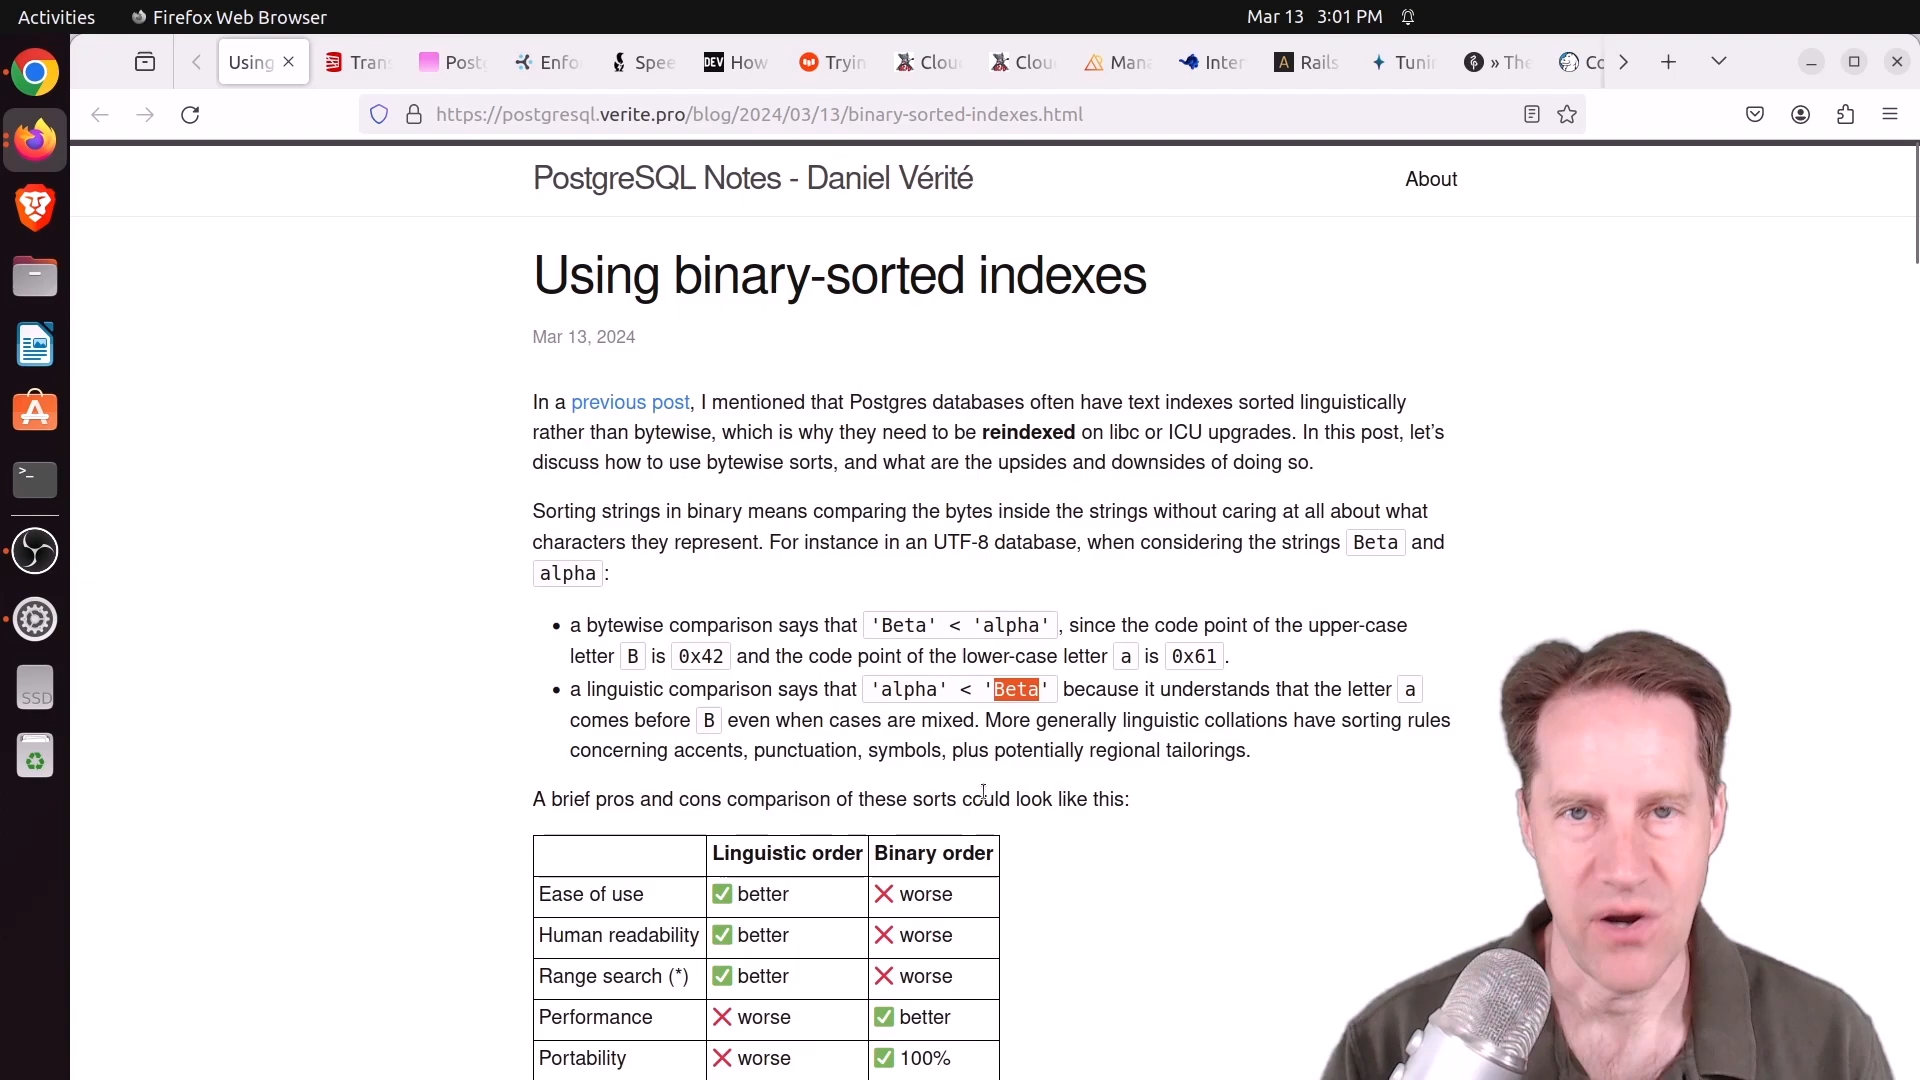 Activities Firefox Web Browser Mar 13 3:01 PM
Using Trans Postg Enfo Spee DEV How Tryin Clou Clou Mana Inter Rails Tuni » The Co
https://postgresql.verite.pro/blog/2024/03/13/binary-sorted-indexes.html
PostgreSQL Notes - Daniel Vérité About
Using binary-sorted indexes
Mar 13, 2024
In a previous post, I mentioned that Postgres databases often have text indexes sorted linguistically
rather than bytewise, which is why they need to be reindexed on libc or ICU upgrades. In this post, let's
discuss how to use bytewise sorts, and what are the upsides and downsides of doing so.
Sorting strings in binary means comparing the bytes inside the strings without caring at all about what
characters they represent. For instance in an UTF-8 database, when considering the strings Beta and
alpha:
• a bytewise comparison says that 'Beta' < 'alpha', since the code point of the upper-case
letter B is 0x42 and the code point of the lower-case letter a is 0x61.
• a linguistic comparison says that 'alpha' < 'Beta' because it understands that the letter a
comes before B even when cases are mixed. More generally linguistic collations have sorting rules
concerning accents, punctuation, symbols, plus potentially regional tailorings.
A brief pros and cons comparison of these sorts could look like this:
Linguistic order Binary order
Ease of use ✅ better ❌ worse
Human readability ✅ better ❌ worse
Range search (*) ✅ better ❌ worse
Performance ❌ worse ✅ better
Portability ❌ worse ✅ 100%
SSD